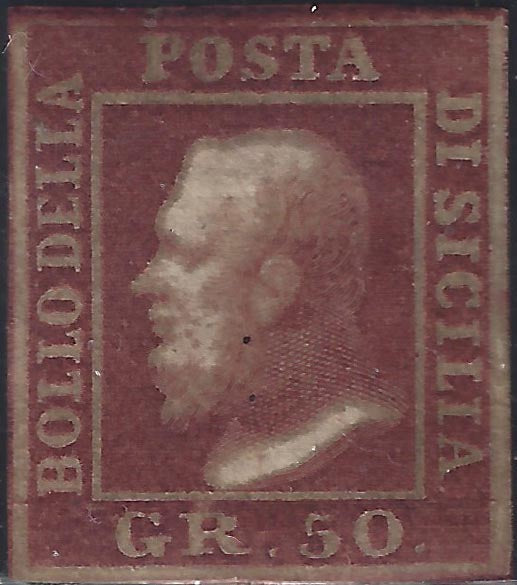 BOLLO DELLA
POSTA
DI SICILIA
GR. 50.